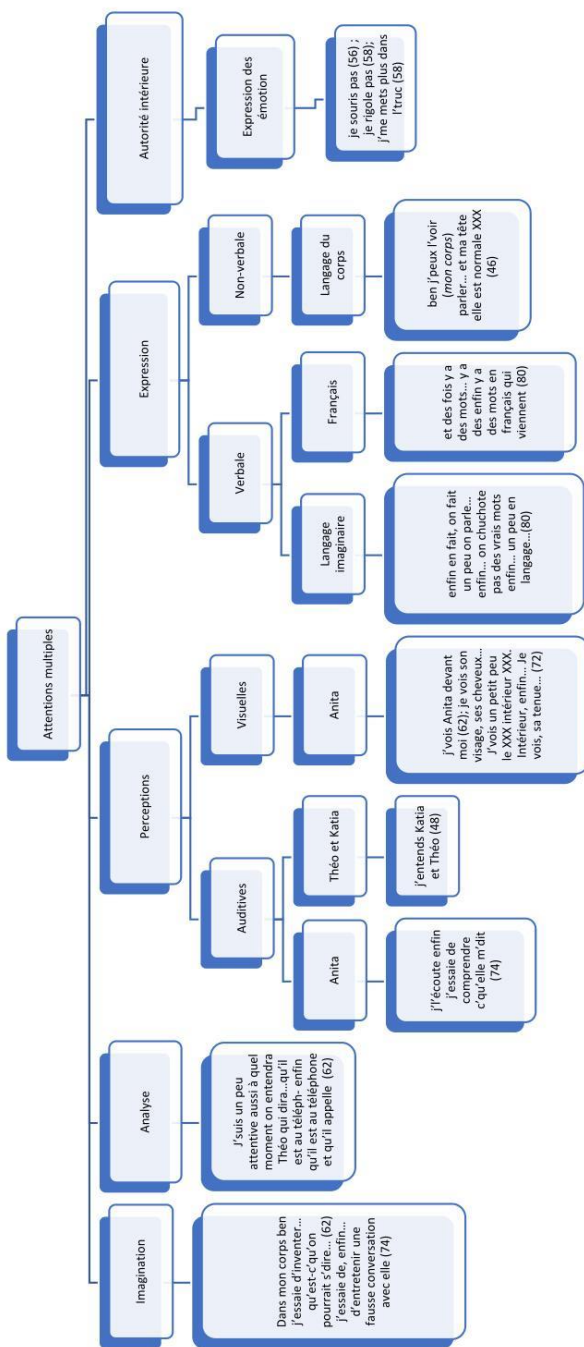 Attentions multiples
Imagination
Dans mon corps ben
j'essaie d'inventer…
qu'est-c'qu'on
pourrait s'dire… (62)
j'essaie de, enfin…
d'entretenir une
fausse conversation
avec elle (74)
Analyse
J'suis un peu
attentive aussi à quel
moment on entendra
Théo qui dira…qu'il
est au téléph- enfin
qu'il est au téléphone
et qu'il appelle (62)
Perceptions
Auditives
Anita
j'l'écoute enfin
j'essaie de
comprendre
c'qu'elle m'dit
(74)
Théo et Katia
j'entends Katia
et Théo (48)
Visuelles
Anita
j'vois Anita devant
moi (62); je vois son
visage, ses cheveux…
J'vois un petit peu
le XXX intérieur XXX.
Intérieur, enfin… Je
vois, sa tenue… (72)
Expression
Verbale
Langage
imaginaire
enfin en fait, on fait
un peu on parle…
enfin… on chuchote
pas des vrais mots
enfin… un peu en
langage…(80)
Français
et des fois y a
des mots… y a
des enfin y a
des mots en
français qui
viennent (80)
Non-verbale
Langage du
corps
ben j'peux l'voir
(mon corps)
parler… et ma tête
elle est normale XXX
(46)
Autorité intérieure
Expression des
émotion
je souris pas (56) ;
je rigole pas (58);
j'me mets plus dans
l'truc (58)